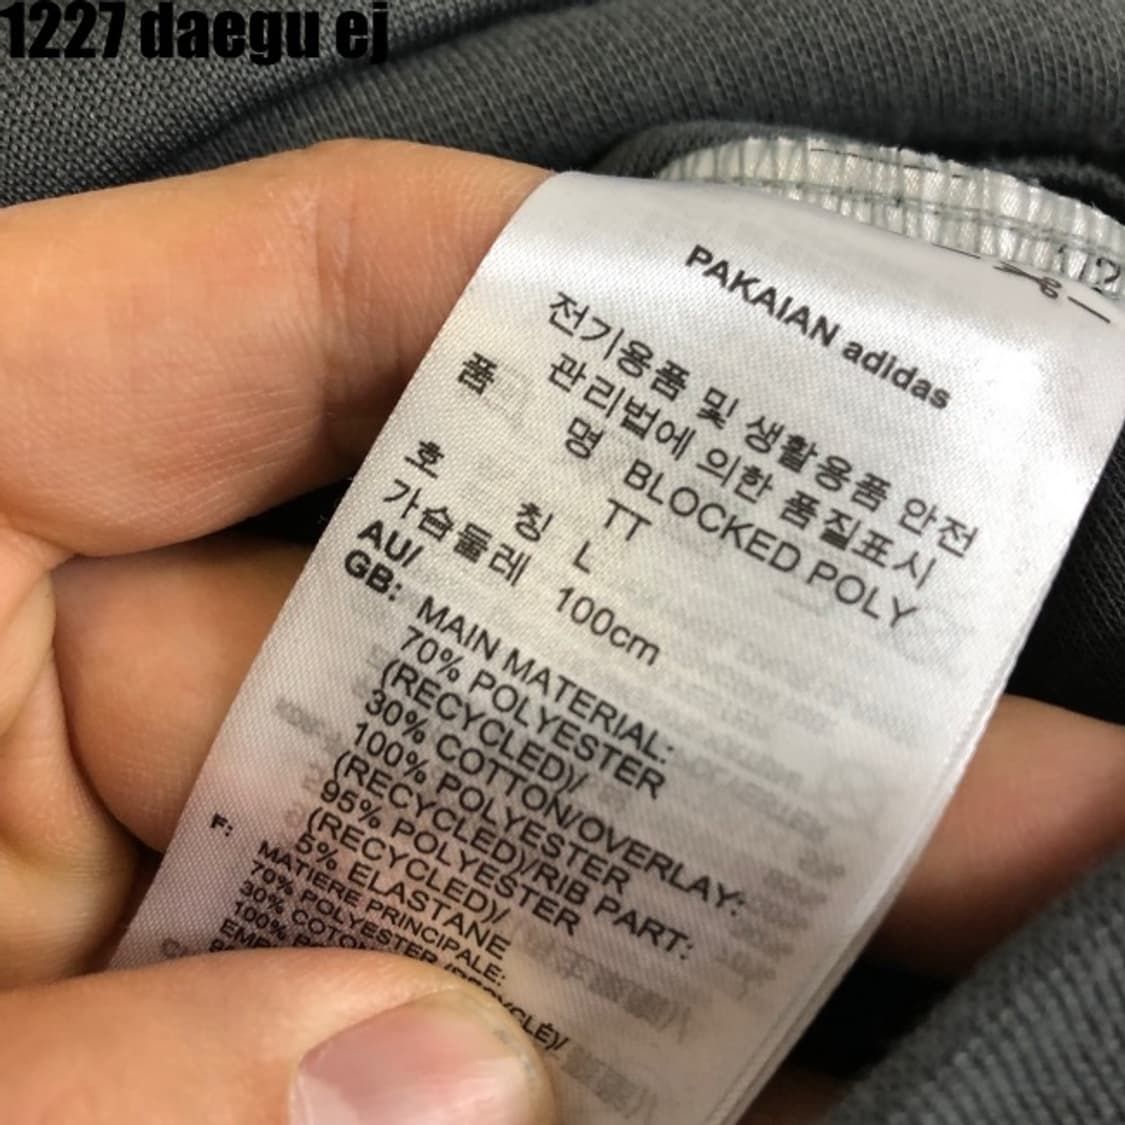 1227 daegu ej
PAKAIAN adidas
전기용품 및 생활용품 안전
관리법에 의한 품질표시
품 명 BLOCKED POLY
TT
호 칭 L
가슴둘레 100cm
AU/
GB: MAIN MATERIAL:
70% POLYESTER
(RECYCLED)/
30% COTTON/OVERLAY:
100% POLYESTER
(RECYCLED)/RIB PART:
95% POLYESTER
(RECYCLED)/
5% ELASTANE
F: MATIERE PRINCIPALE:
70% POLYESTER (RECYCLÉ)/
30% COTON
100%